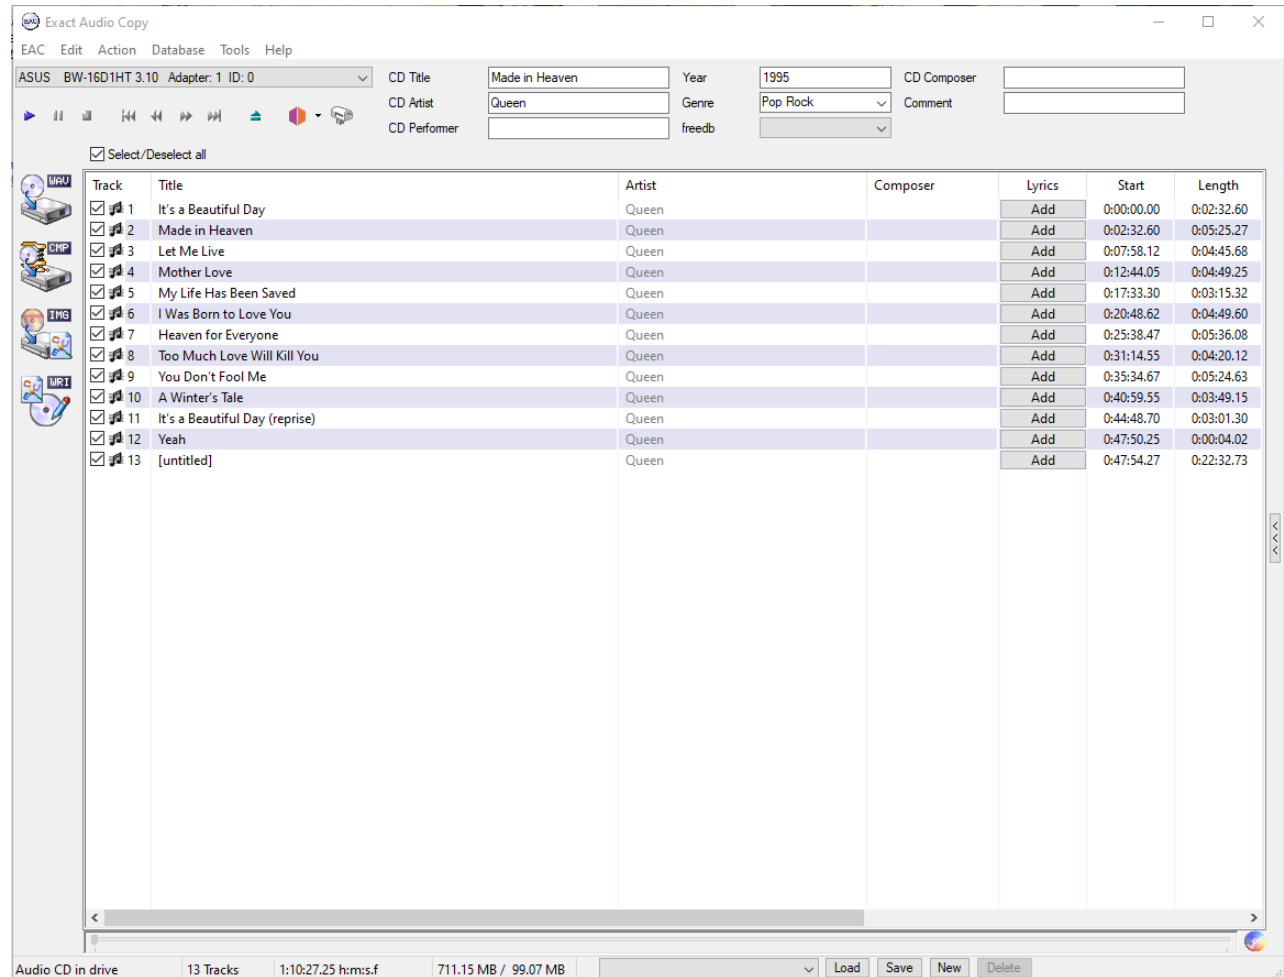 Exact Audio Copy
EAC Edit Action Database Tools Help
ASUS BW-16D1HT 3.10 Adapter: 1 ID: 0
CD Title Made in Heaven Year 1995 CD Composer
CD Artist Queen Genre Pop Rock Comment
CD Performer freedb
Select/Deselect all
WAV
CMP
IMG
WRI
Track Title Artist Composer Lyrics Start Length
1 It's a Beautiful Day Queen Add 0:00:00.00 0:02:32.60
2 Made in Heaven Queen Add 0:02:32.60 0:05:25.27
3 Let Me Live Queen Add 0:07:58.12 0:04:45.68
4 Mother Love Queen Add 0:12:44.05 0:04:49.25
5 My Life Has Been Saved Queen Add 0:17:33.30 0:03:15.32
6 I Was Born to Love You Queen Add 0:20:48.62 0:04:49.60
7 Heaven for Everyone Queen Add 0:25:38.47 0:05:36.08
8 Too Much Love Will Kill You Queen Add 0:31:14.55 0:04:20.12
9 You Don't Fool Me Queen Add 0:35:34.67 0:05:24.63
10 A Winter's Tale Queen Add 0:40:59.55 0:03:49.15
11 It's a Beautiful Day (reprise) Queen Add 0:44:48.70 0:03:01.30
12 Yeah Queen Add 0:47:50.25 0:00:04.02
13 [untitled] Queen Add 0:47:54.27 0:22:32.73
Audio CD in drive 13 Tracks 1:10:27.25 h:m:s.f 711.15 MB / 99.07 MB Load Save New Delete